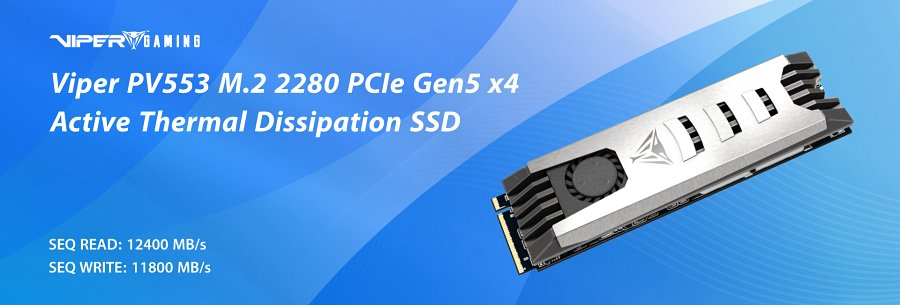 VIPER GAMING
Viper PV553 M.2 2280 PCIe Gen5 x4
Active Thermal Dissipation SSD
SEQ READ: 12400 MB/s
SEQ WRITE: 11800 MB/s